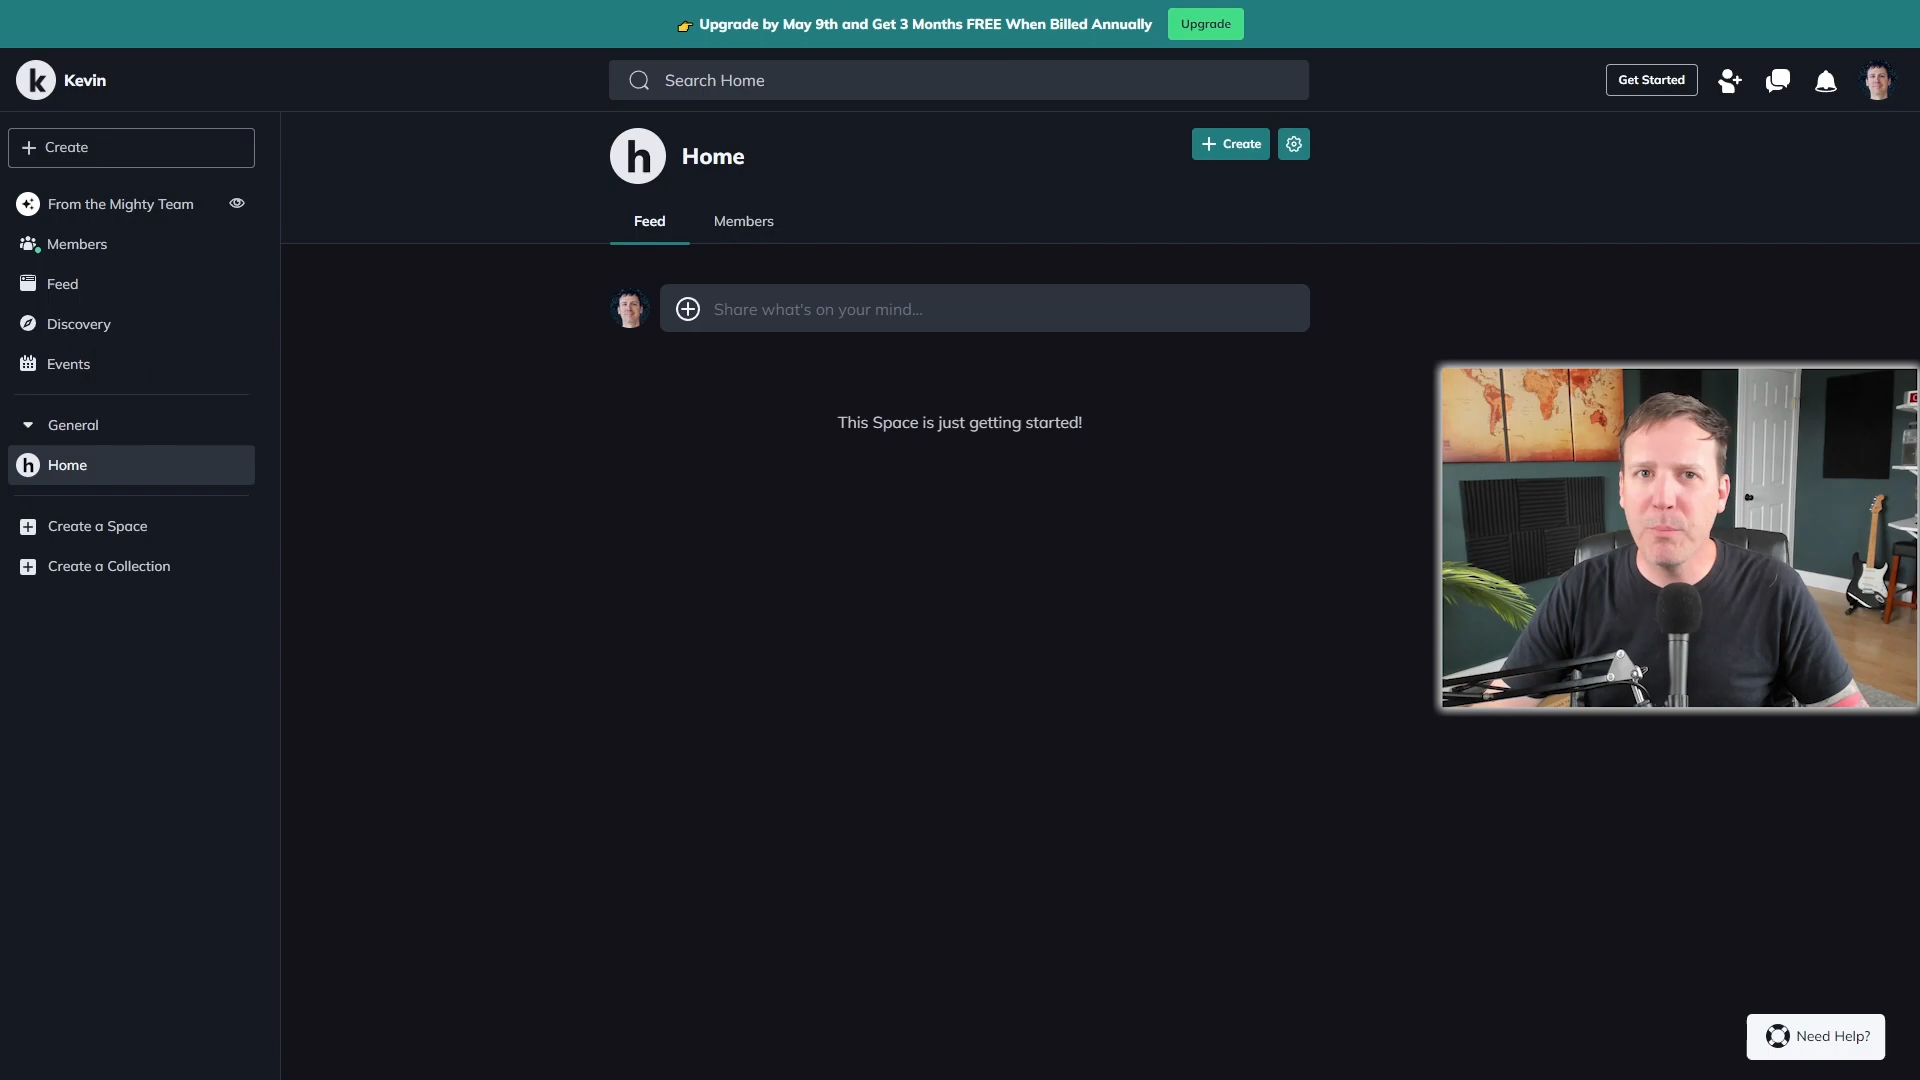 👉 Upgrade by May 9th and Get 3 Months FREE When Billed Annually
Upgrade
k
Kevin
Search Home
Get Started
Create
From the Mighty Team
Members
Feed
Discovery
Events
General
h
Home
Create a Space
Create a Collection
h
Home
Create
Feed
Members
Share what's on your mind...
This Space is just getting started!
Need Help?